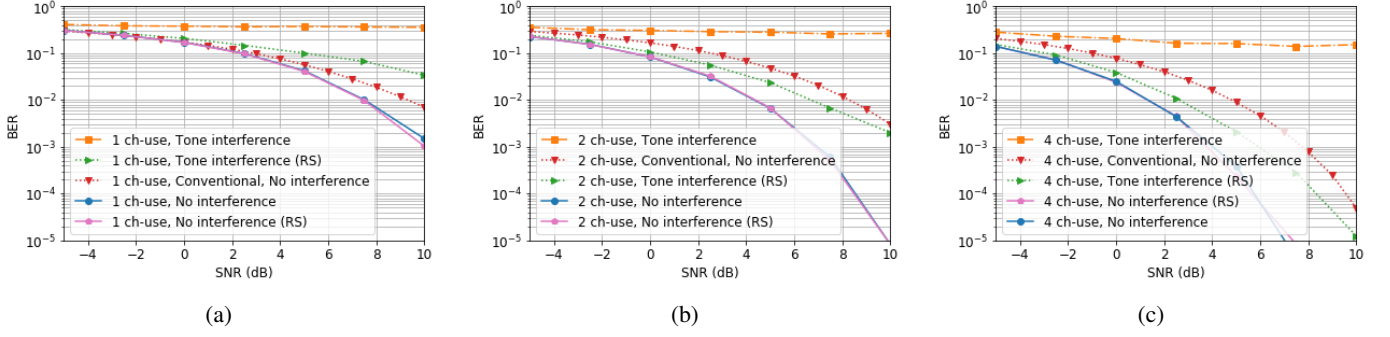 10^0
10^-1
10^-2
10^-3
10^-4
10^-5
BER
1 ch-use, Tone interference
1 ch-use, Tone interference (RS)
1 ch-use, Conventional, No interference
1 ch-use, No interference
1 ch-use, No interference (RS)
−4 −2 0 2 4 6 8 10
SNR (dB)
(a)
10^0
10^-1
10^-2
10^-3
10^-4
10^-5
BER
2 ch-use, Tone interference
2 ch-use, Conventional, No interference
2 ch-use, Tone interference (RS)
2 ch-use, No interference
2 ch-use, No interference (RS)
−4 −2 0 2 4 6 8 10
SNR (dB)
(b)
10^0
10^-1
10^-2
10^-3
10^-4
10^-5
BER
4 ch-use, Tone interference
4 ch-use, Conventional, No interference
4 ch-use, Tone interference (RS)
4 ch-use, No interference (RS)
4 ch-use, No interference
−4 −2 0 2 4 6 8 10
SNR (dB)
(c)